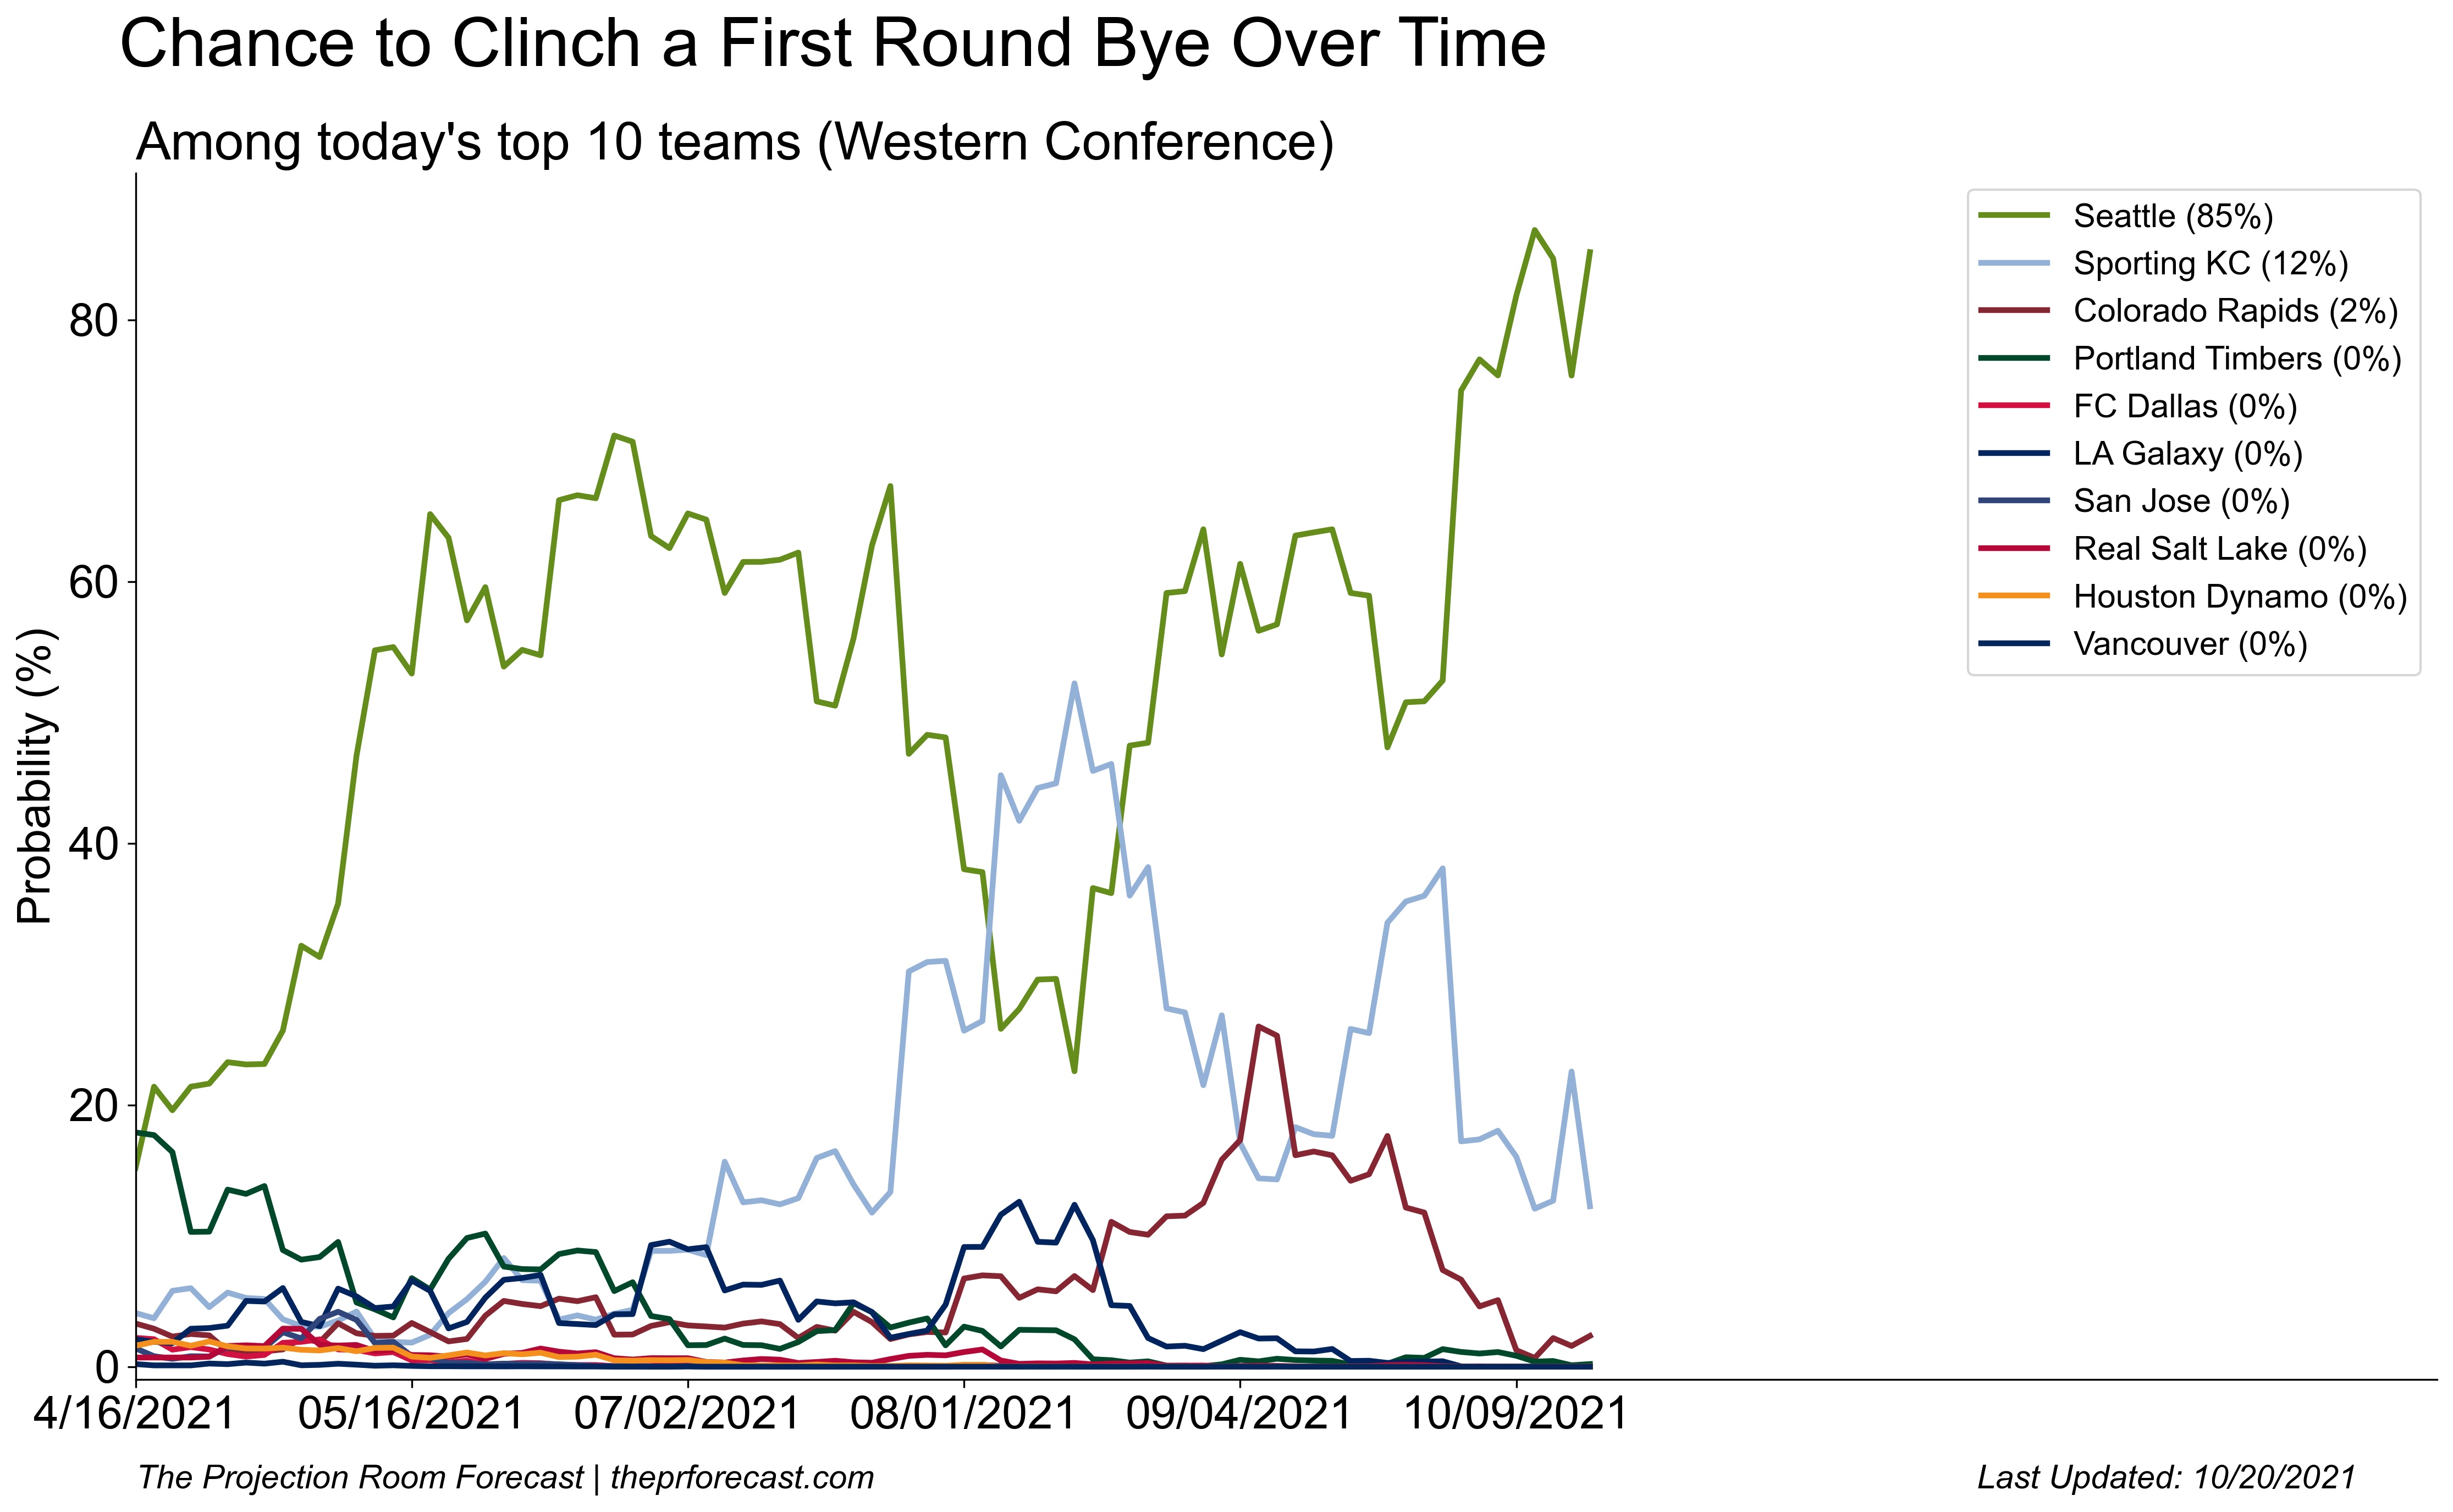 Chance to Clinch a First Round Bye Over Time
Among today's top 10 teams (Western Conference)
Seattle (85%)
Sporting KC (12%)
Colorado Rapids (2%)
Portland Timbers (0%)
FC Dallas (0%)
LA Galaxy (0%)
San Jose (0%)
Real Salt Lake (0%)
Houston Dynamo (0%)
Vancouver (0%)
Probability (%)
80
60
40
20
0
4/16/2021 05/16/2021 07/02/2021 08/01/2021 09/04/2021 10/09/2021
The Projection Room Forecast | theprforecast.com
Last Updated: 10/20/2021